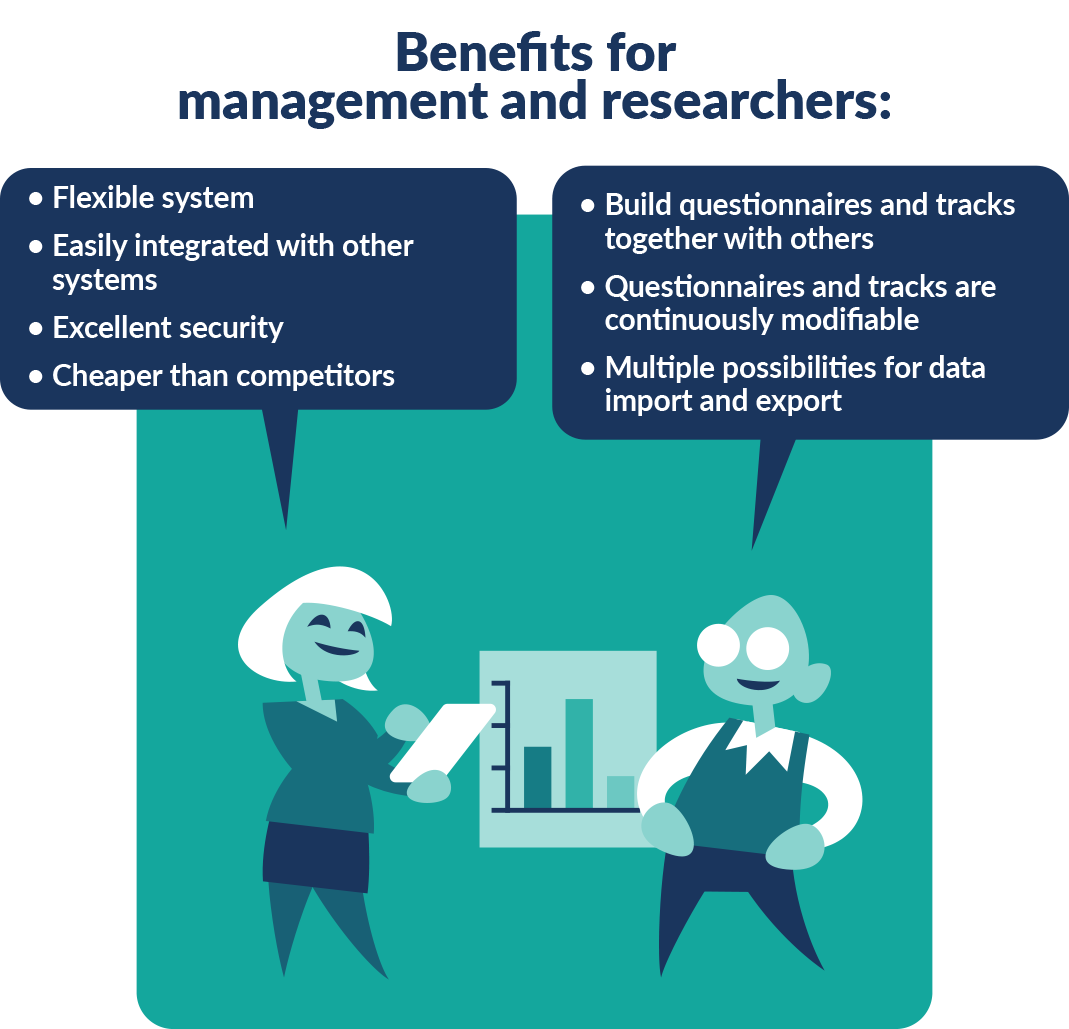 Benefits for
management and researchers:
• Flexible system
• Easily integrated with other
systems
• Excellent security
• Cheaper than competitors
• Build questionnaires and tracks
together with others
• Questionnaires and tracks are
continuously modifiable
• Multiple possibilities for data
import and export